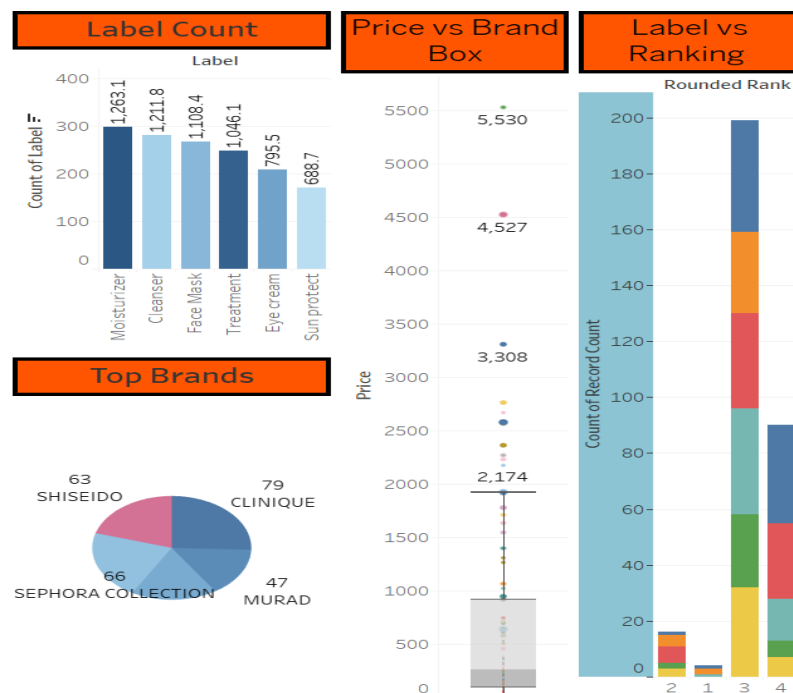 Label Count
Label
400
300
200
100
0
Count of Label
1,263.1
1,211.8
1,108.4
1,046.1
795.5
688.7
Moisturizer
Cleanser
Face Mask
Treatment
Eye cream
Sun protect
Top Brands
63
SHISEIDO
79
CLINIQUE
66
SEPHORA COLLECTION
47
MURAD
Price vs Brand
Box
Price
5500
5000
4500
4000
3500
3000
2500
2000
1500
1000
500
0
5,530
4,527
3,308
2,174
Label vs
Ranking
Rounded Rank
Count of Record Count
200
180
160
140
120
100
80
60
40
20
0
2
1
3
4